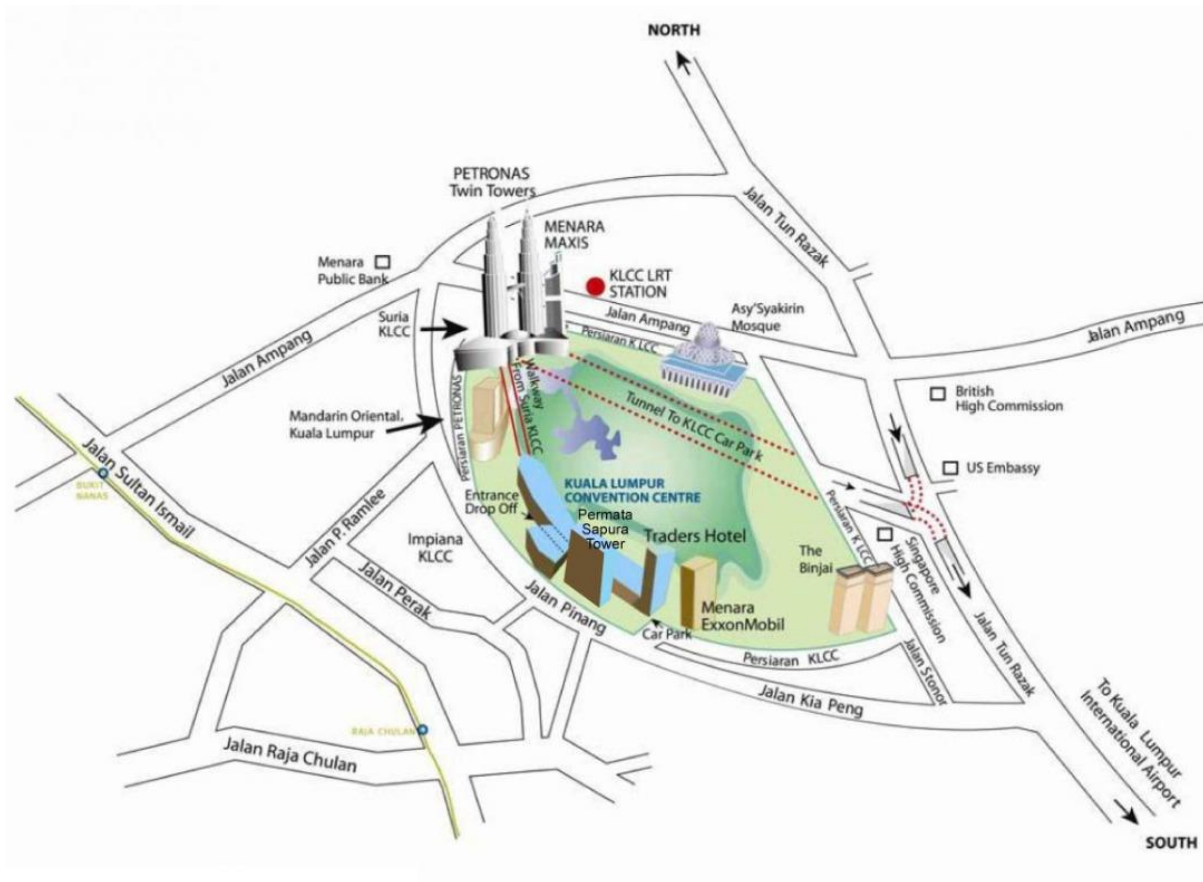 NORTH
PETRONAS
Twin Towers
Jalan Tun Razak
MENARA
MAXIS
Menara
Public Bank
KLCC LRT
STATION
Asy'Syakirin
Mosque
Suria
KLCC
Jalan Ampang
Jalan Ampang
Persiaran K LCC
Jalan Ampang
Walkway
From Suria KLCC
Tunnel To KLCC Car Park
British
High Commission
Mandarin Oriental,
Kuala Lumpur
Persiaran PETRONAS
Jalan Sultan Ismail
BUKIT
NANAS
US Embassy
KUALA LUMPUR
CONVENTION CENTRE
Entrance
Drop Off
Permata
Sapura
Tower
Traders Hotel
Persiaran K LCC
Singapore
High Commission
Jalan P. Ramlee
Impiana
KLCC
The
Binjai
Jalan Perak
Jalan Pinang
Menara
ExxonMobil
Car Park
Persiaran KLCC
Jalan Stonor
Jalan Tun Razak
Jalan Kia Peng
To Kuala Lumpur
International Airport
RAJA CHULAN
Jalan Raja Chulan
SOUTH